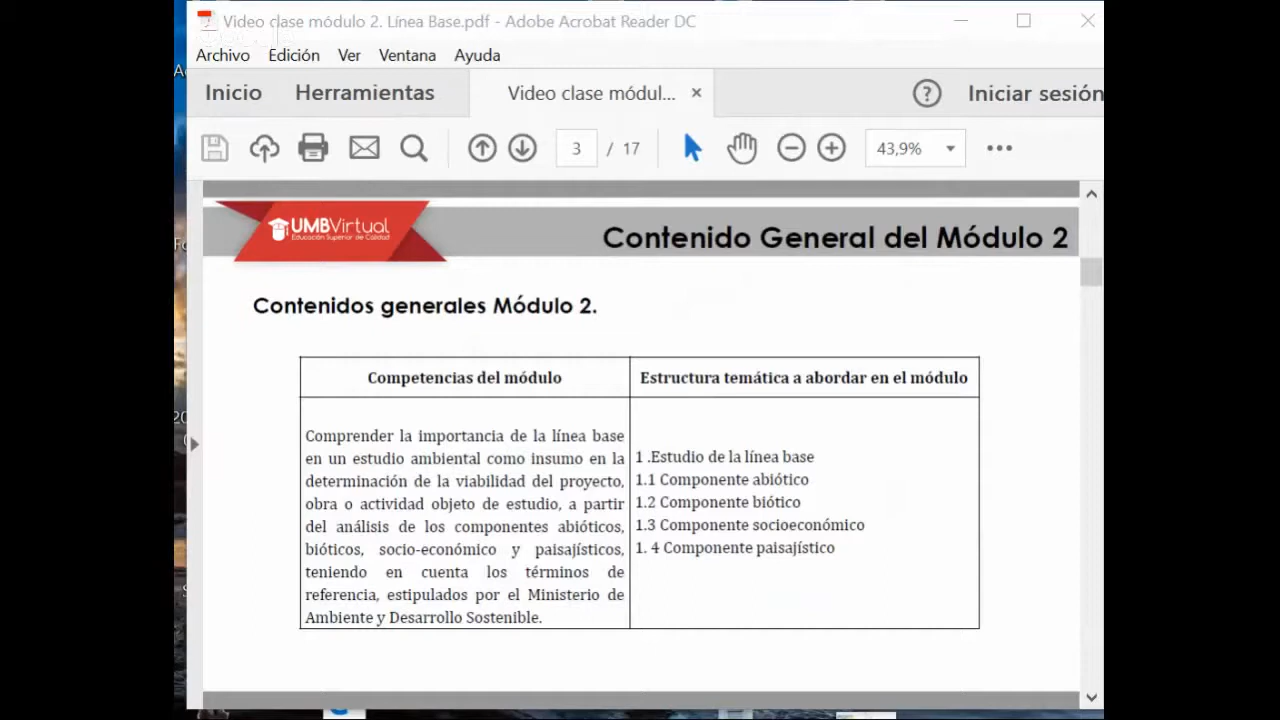 Video clase módulo 2. Línea Base.pdf - Adobe Acrobat Reader DC
Archivo Edición Ver Ventana Ayuda
Inicio Herramientas Video clase módul... × ? Iniciar sesión
3 / 17 43,9%
UMBVirtual
Educación Superior de Calidad
Contenido General del Módulo 2
Contenidos generales Módulo 2.
Competencias del módulo
Comprender la importancia de la línea base
en un estudio ambiental como insumo en la
determinación de la viabilidad del proyecto,
obra o actividad objeto de estudio, a partir
del análisis de los componentes abióticos,
bióticos, socio-económico y paisajísticos,
teniendo en cuenta los términos de
referencia, estipulados por el Ministerio de
Ambiente y Desarrollo Sostenible.
Estructura temática a abordar en el módulo
1 .Estudio de la línea base
1.1 Componente abiótico
1.2 Componente biótico
1.3 Componente socioeconómico
1. 4 Componente paisajístico